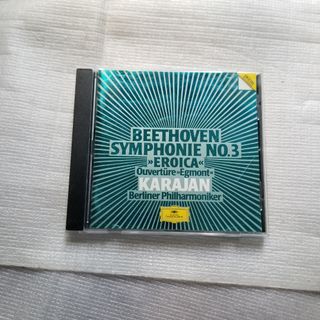 BEETHOVEN
SYMPHONIE NO.3
»EROICA«
Ouvertüre »Egmont«
KARAJAN
Berliner Philharmoniker